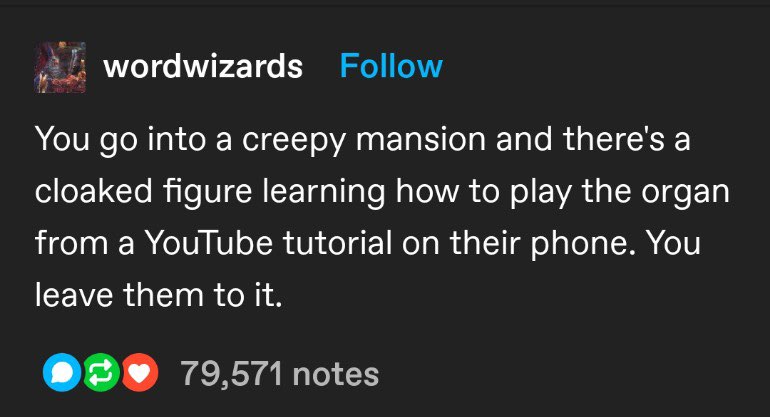 wordwizards Follow
You go into a creepy mansion and there's a
cloaked figure learning how to play the organ
from a YouTube tutorial on their phone. You
leave them to it.
79,571 notes